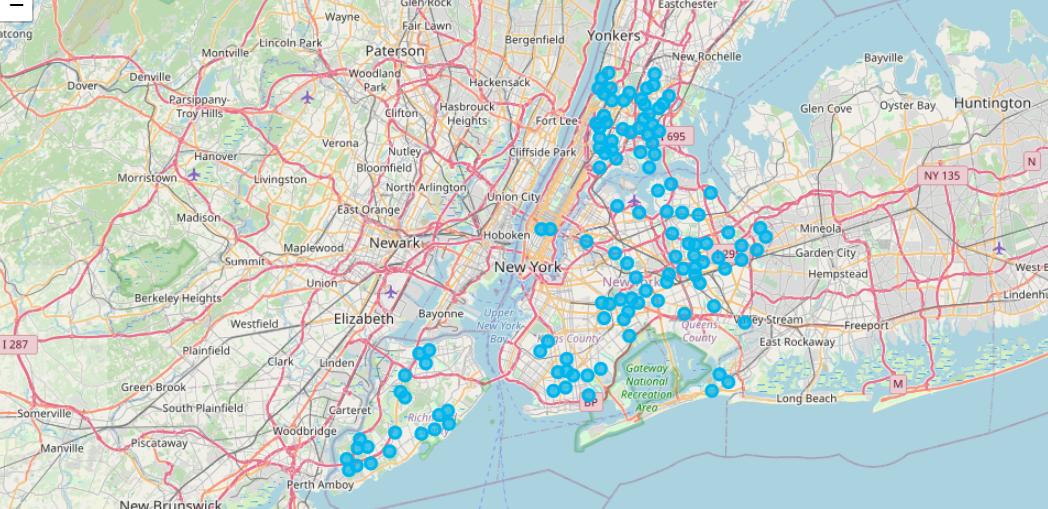 −
Glen Rock
Eastchester
Wayne
Fair Lawn
Yonkers
Bergenfield
Lincoln Park
Paterson
Montville
New Rochelle
Bayville
Denville
Woodland
Park
Hackensack
Dover
Parsippany-
Troy Hills
Hasbrouck
Heights
Clifton
Fort Lee
Glen Cove
Oyster Bay
Huntington
695
Verona
Nutley
Cliffside Park
Hanover
Bloomfield
N
Morristown
Livingston
North Arlington
NY 135
Union City
Madison
East Orange
Mineola
Maplewood
Newark
Hoboken
Garden City
Summit
New York
Hempstead
Union
Berkeley Heights
Elizabeth
Bayonne
Upper
New York
Bay
Westfield
Valley Stream
Freeport
Queens
County
Kings County
I 287
Plainfield
East Rockaway
Clark
Linden
Gateway
National
Recreation
Area
Green Brook
M
Long Beach
South Plainfield
Carteret
BP
Somerville
Woodbridge
Piscataway
Manville
Perth Amboy
New Brunswick